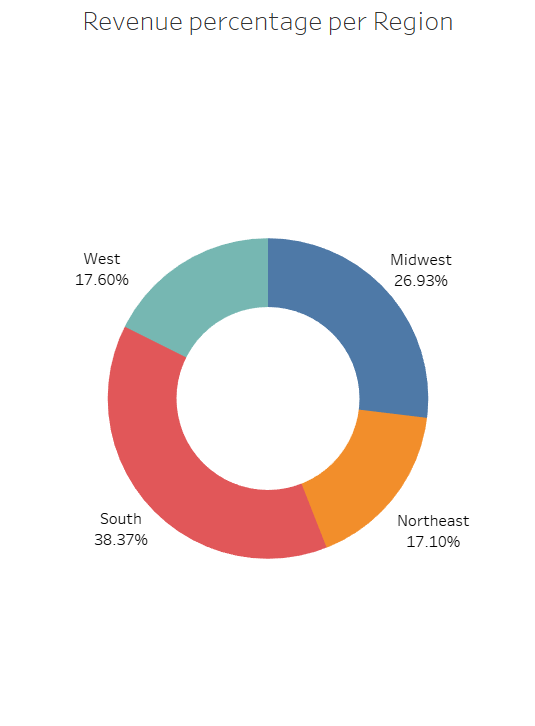 Revenue percentage per Region
West
17.60%
Midwest
26.93%
South
38.37%
Northeast
17.10%